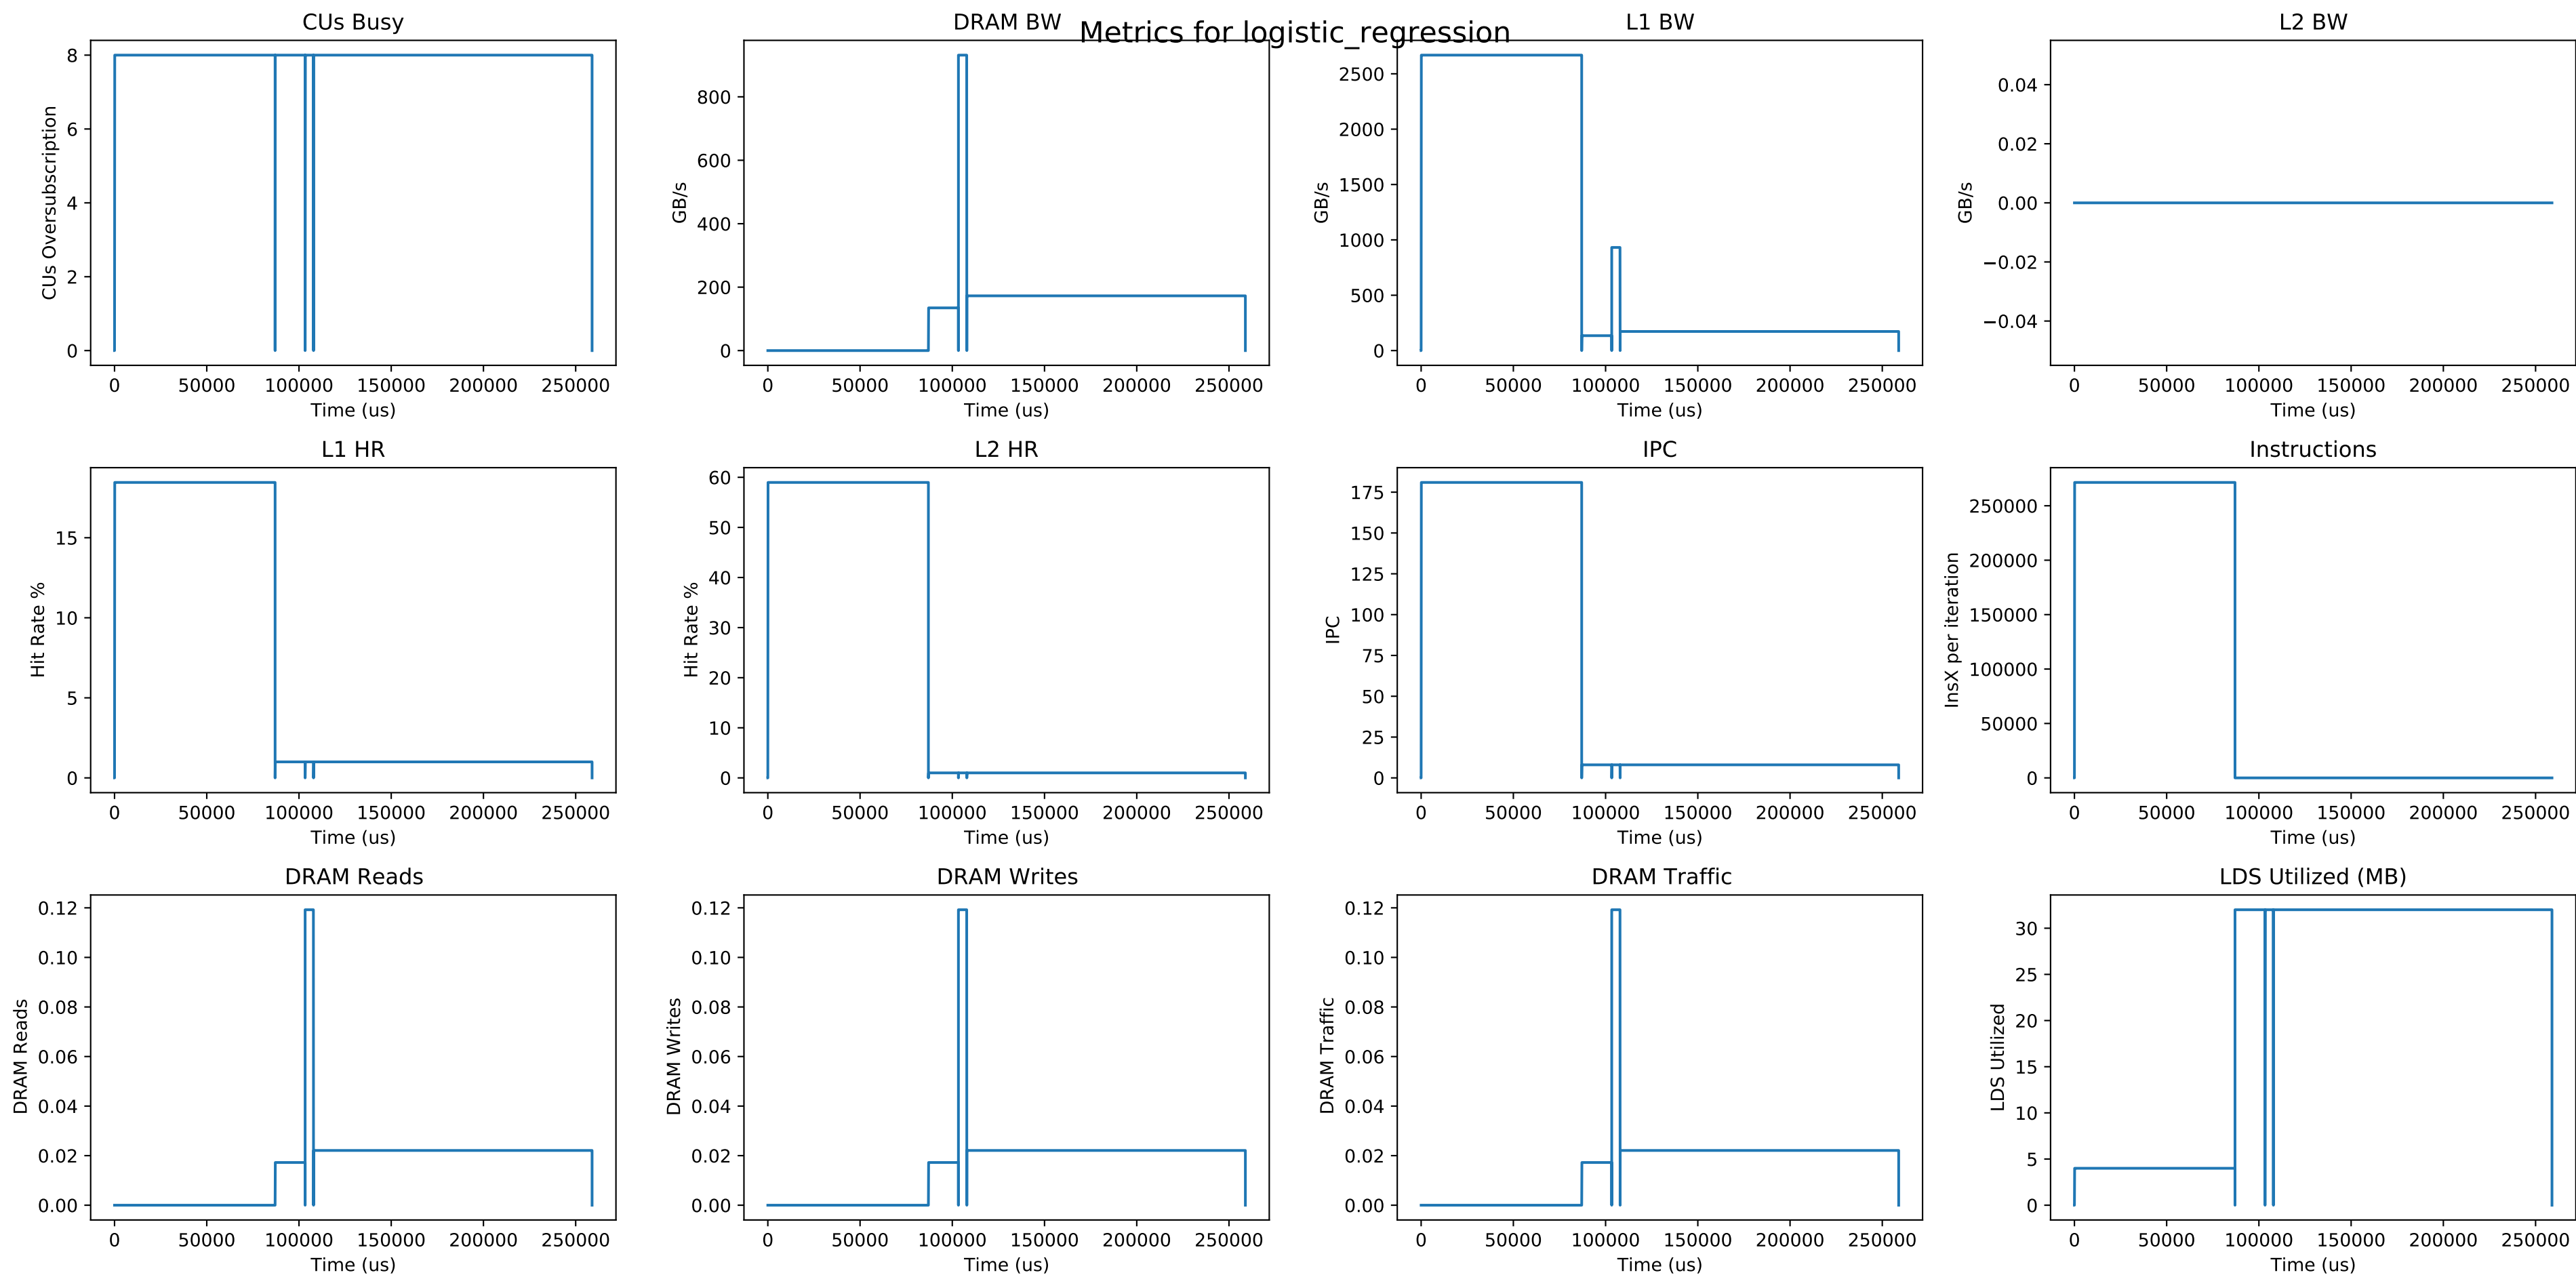 Metrics for logistic_regression
CUs Busy
CUs Oversubscription
8
6
4
2
0
0 50000 100000 150000 200000 250000
Time (us)
DRAM BW
GB/s
800
600
400
200
0
0 50000 100000 150000 200000 250000
Time (us)
L1 BW
GB/s
2500
2000
1500
1000
500
0
0 50000 100000 150000 200000 250000
Time (us)
L2 BW
GB/s
0.04
0.02
0.00
−0.02
−0.04
0 50000 100000 150000 200000 250000
Time (us)
L1 HR
Hit Rate %
15
10
5
0
0 50000 100000 150000 200000 250000
Time (us)
L2 HR
Hit Rate %
60
50
40
30
20
10
0
0 50000 100000 150000 200000 250000
Time (us)
IPC
IPC
175
150
125
100
75
50
25
0
0 50000 100000 150000 200000 250000
Time (us)
Instructions
InsX per iteration
250000
200000
150000
100000
50000
0
0 50000 100000 150000 200000 250000
Time (us)
DRAM Reads
DRAM Reads
0.12
0.10
0.08
0.06
0.04
0.02
0.00
0 50000 100000 150000 200000 250000
Time (us)
DRAM Writes
DRAM Writes
0.12
0.10
0.08
0.06
0.04
0.02
0.00
0 50000 100000 150000 200000 250000
Time (us)
DRAM Traffic
DRAM Traffic
0.12
0.10
0.08
0.06
0.04
0.02
0.00
0 50000 100000 150000 200000 250000
Time (us)
LDS Utilized (MB)
LDS Utilized
30
25
20
15
10
5
0
0 50000 100000 150000 200000 250000
Time (us)